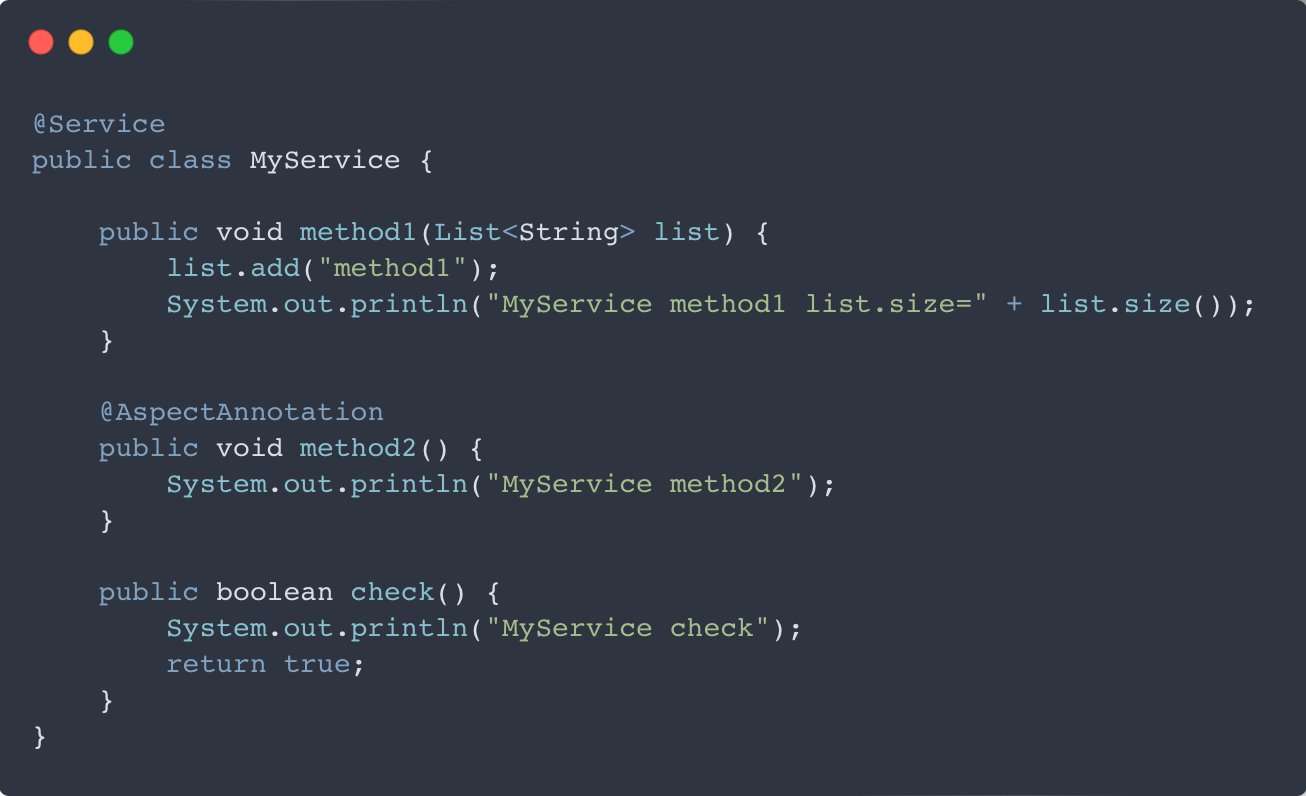 @Service
public class MyService {
    public void method1(List<String> list) {
        list.add("method1");
        System.out.println("MyService method1 list.size=" + list.size());
    }
    @AspectAnnotation
    public void method2() {
        System.out.println("MyService method2");
    }
    public boolean check() {
        System.out.println("MyService check");
        return true;
    }
}